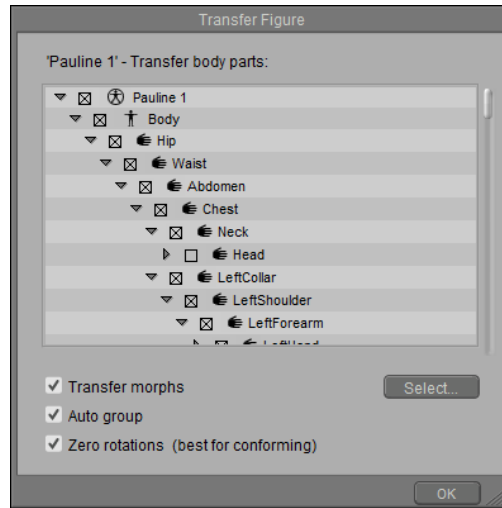 Transfer Figure
'Pauline 1' - Transfer body parts:
Pauline 1
Body
Hip
Waist
Abdomen
Chest
Neck
Head
LeftCollar
LeftShoulder
LeftForearm
LeftHand
Transfer morphs
Select...
Auto group
Zero rotations (best for conforming)
OK